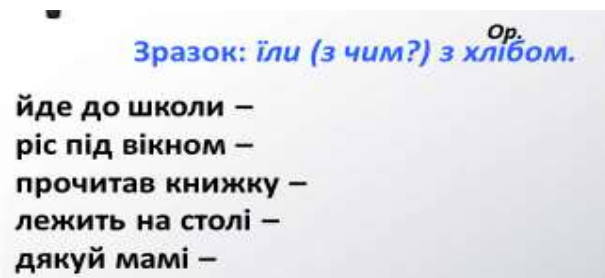 Ор.
Зразок: їли (з чим?) з хлібом.
йде до школи –
ріс під вікном –
прочитав книжку –
лежить на столі –
дякуй мамі –